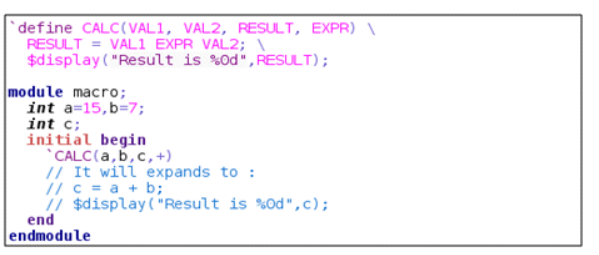 `define CALC(VAL1, VAL2, RESULT, EXPR) \
RESULT = VAL1 EXPR VAL2; \
$display("Result is %0d",RESULT);
module macro;
int a=15,b=7;
int c;
initial begin
`CALC(a,b,c,+)
// It will expands to :
// c = a + b;
// $display("Result is %0d",c);
end
endmodule